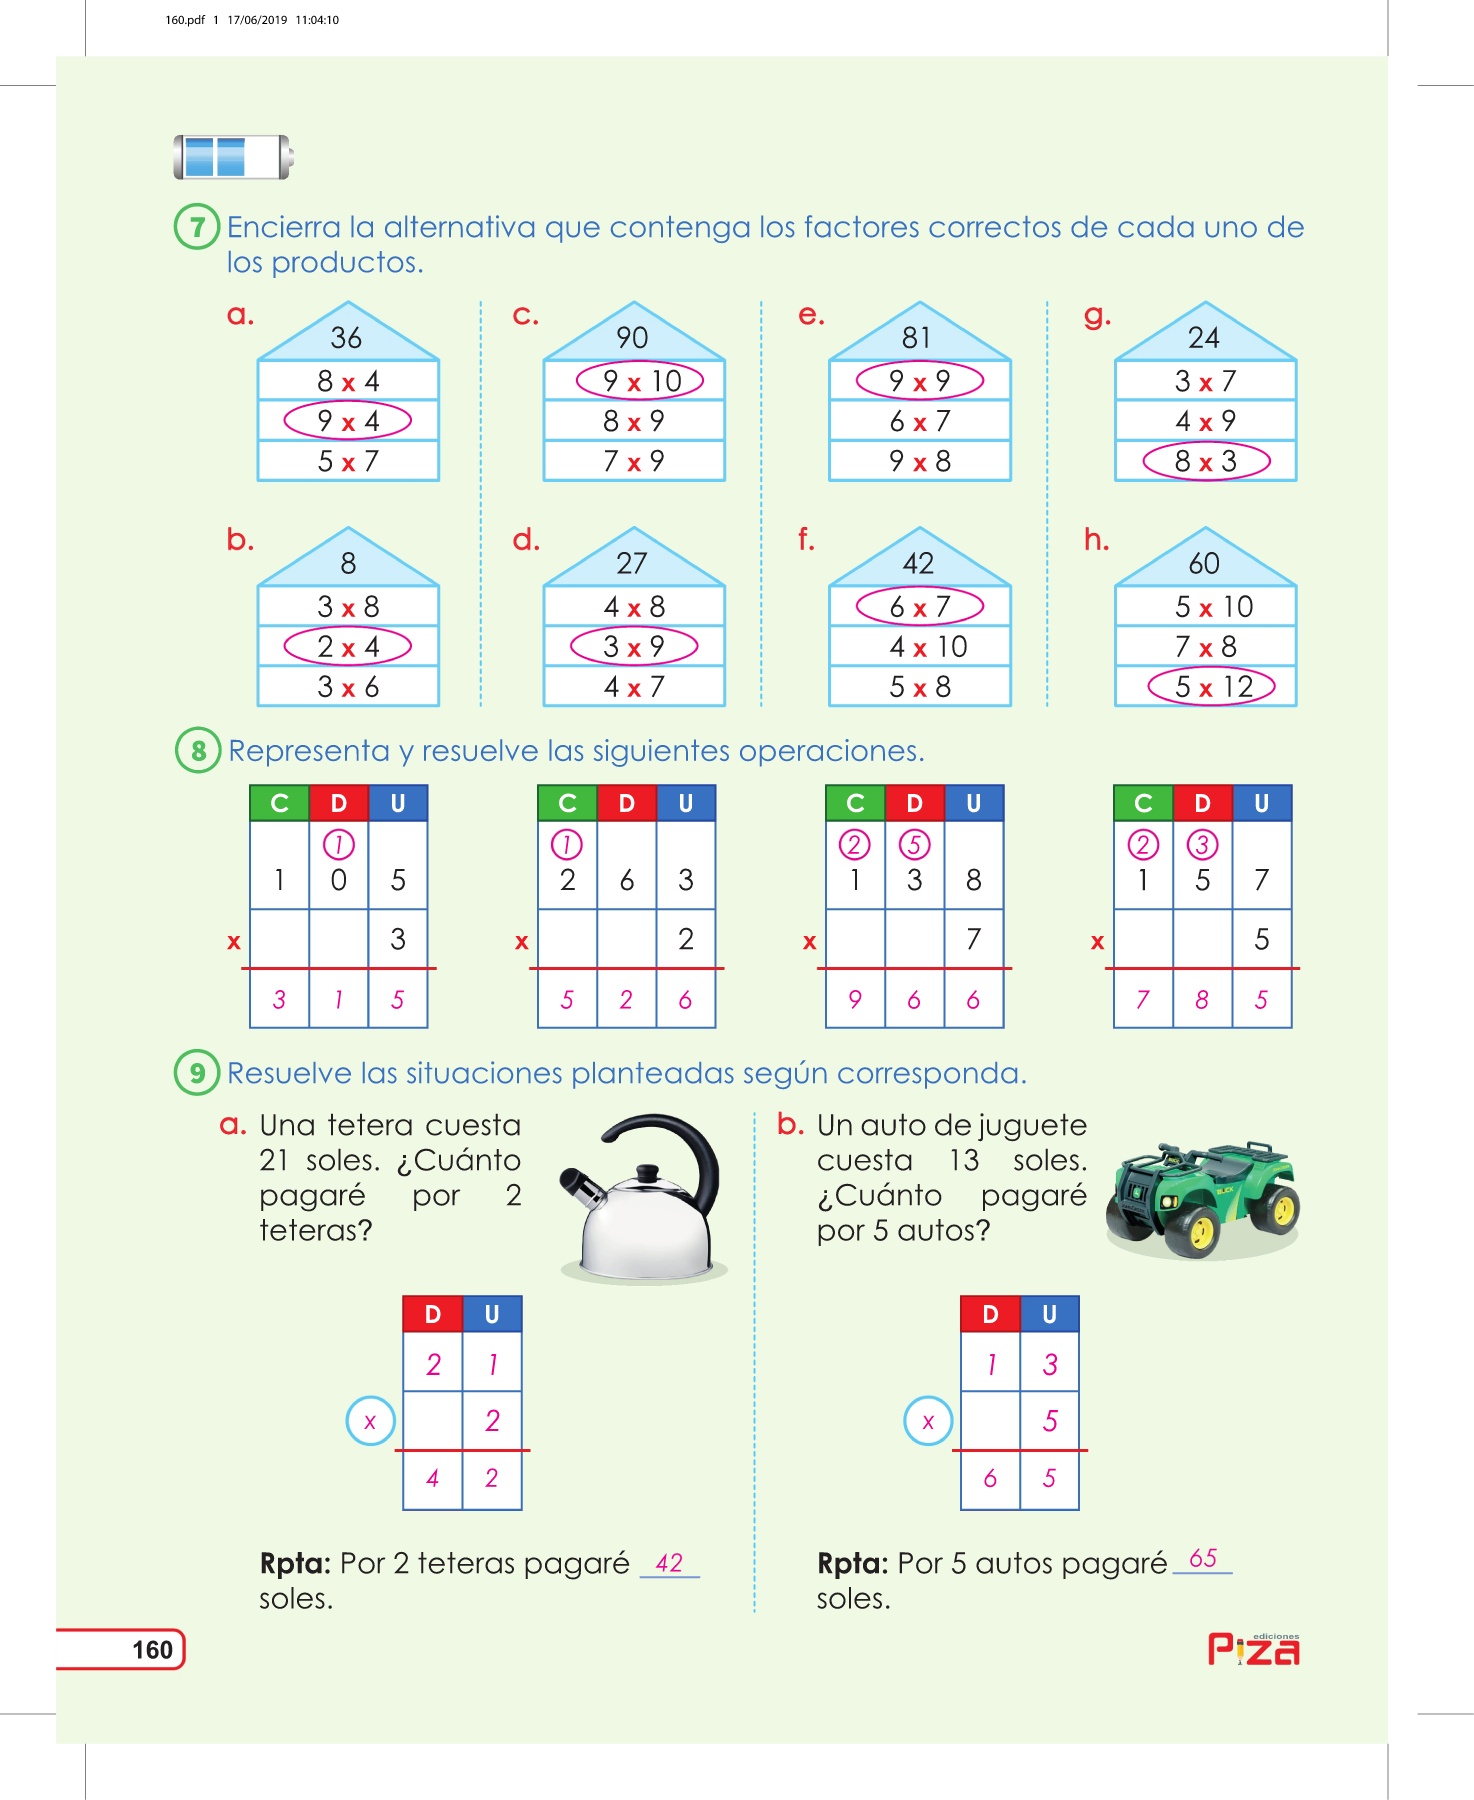 160.pdf 1 17/06/2019 11:04:10
7 Encierra la alternativa que contenga los factores correctos de cada uno de
los productos.
a.
36
8 x 4
9 x 4
5 x 7
c.
90
9 x 10
8 x 9
7 x 9
e.
81
9 x 9
6 x 7
9 x 8
g.
24
3 x 7
4 x 9
8 x 3
b.
8
3 x 8
2 x 4
3 x 6
d.
27
4 x 8
3 x 9
4 x 7
f.
42
6 x 7
4 x 10
5 x 8
h.
60
5 x 10
7 x 8
5 x 12
8 Representa y resuelve las siguientes operaciones.
C D U
1
1 0 5
x 3
3 1 5
C D U
1
2 6 3
x 2
5 2 6
C D U
2 5
1 3 8
x 7
9 6 6
C D U
2 3
1 5 7
x 5
7 8 5
9 Resuelve las situaciones planteadas según corresponda.
a. Una tetera cuesta
21 soles. ¿Cuánto
pagaré por 2
teteras?
D U
2 1
x 2
4 2
Rpta: Por 2 teteras pagaré 42
soles.
b. Un auto de juguete
cuesta 13 soles.
¿Cuánto pagaré
por 5 autos?
D U
1 3
x 5
6 5
Rpta: Por 5 autos pagaré 65
soles.
160
ediciones
Piza